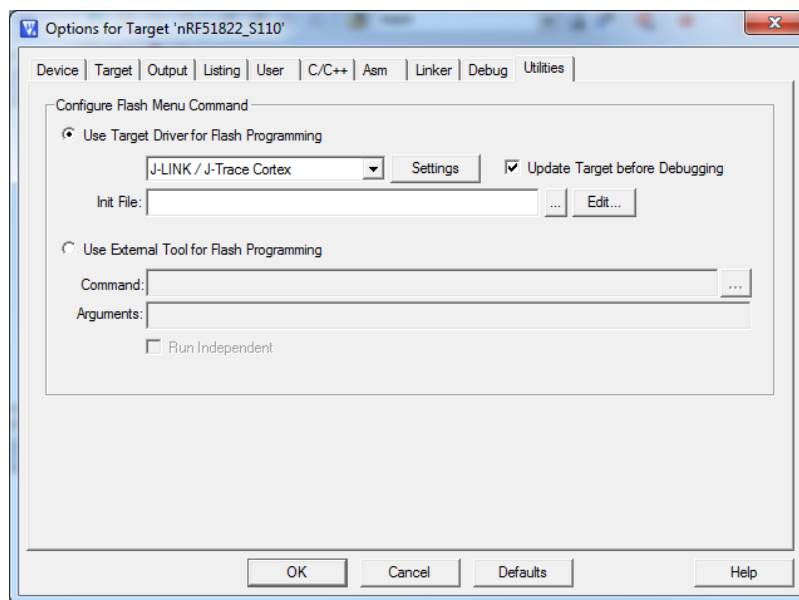 Options for Target 'nRF51822_S110'
Device Target Output Listing User C/C++ Asm Linker Debug Utilities
Configure Flash Menu Command
Use Target Driver for Flash Programming
J-LINK / J-Trace Cortex Settings Update Target before Debugging
Init File: ... Edit...
Use External Tool for Flash Programming
Command: ...
Arguments:
Run Independent
OK Cancel Defaults Help